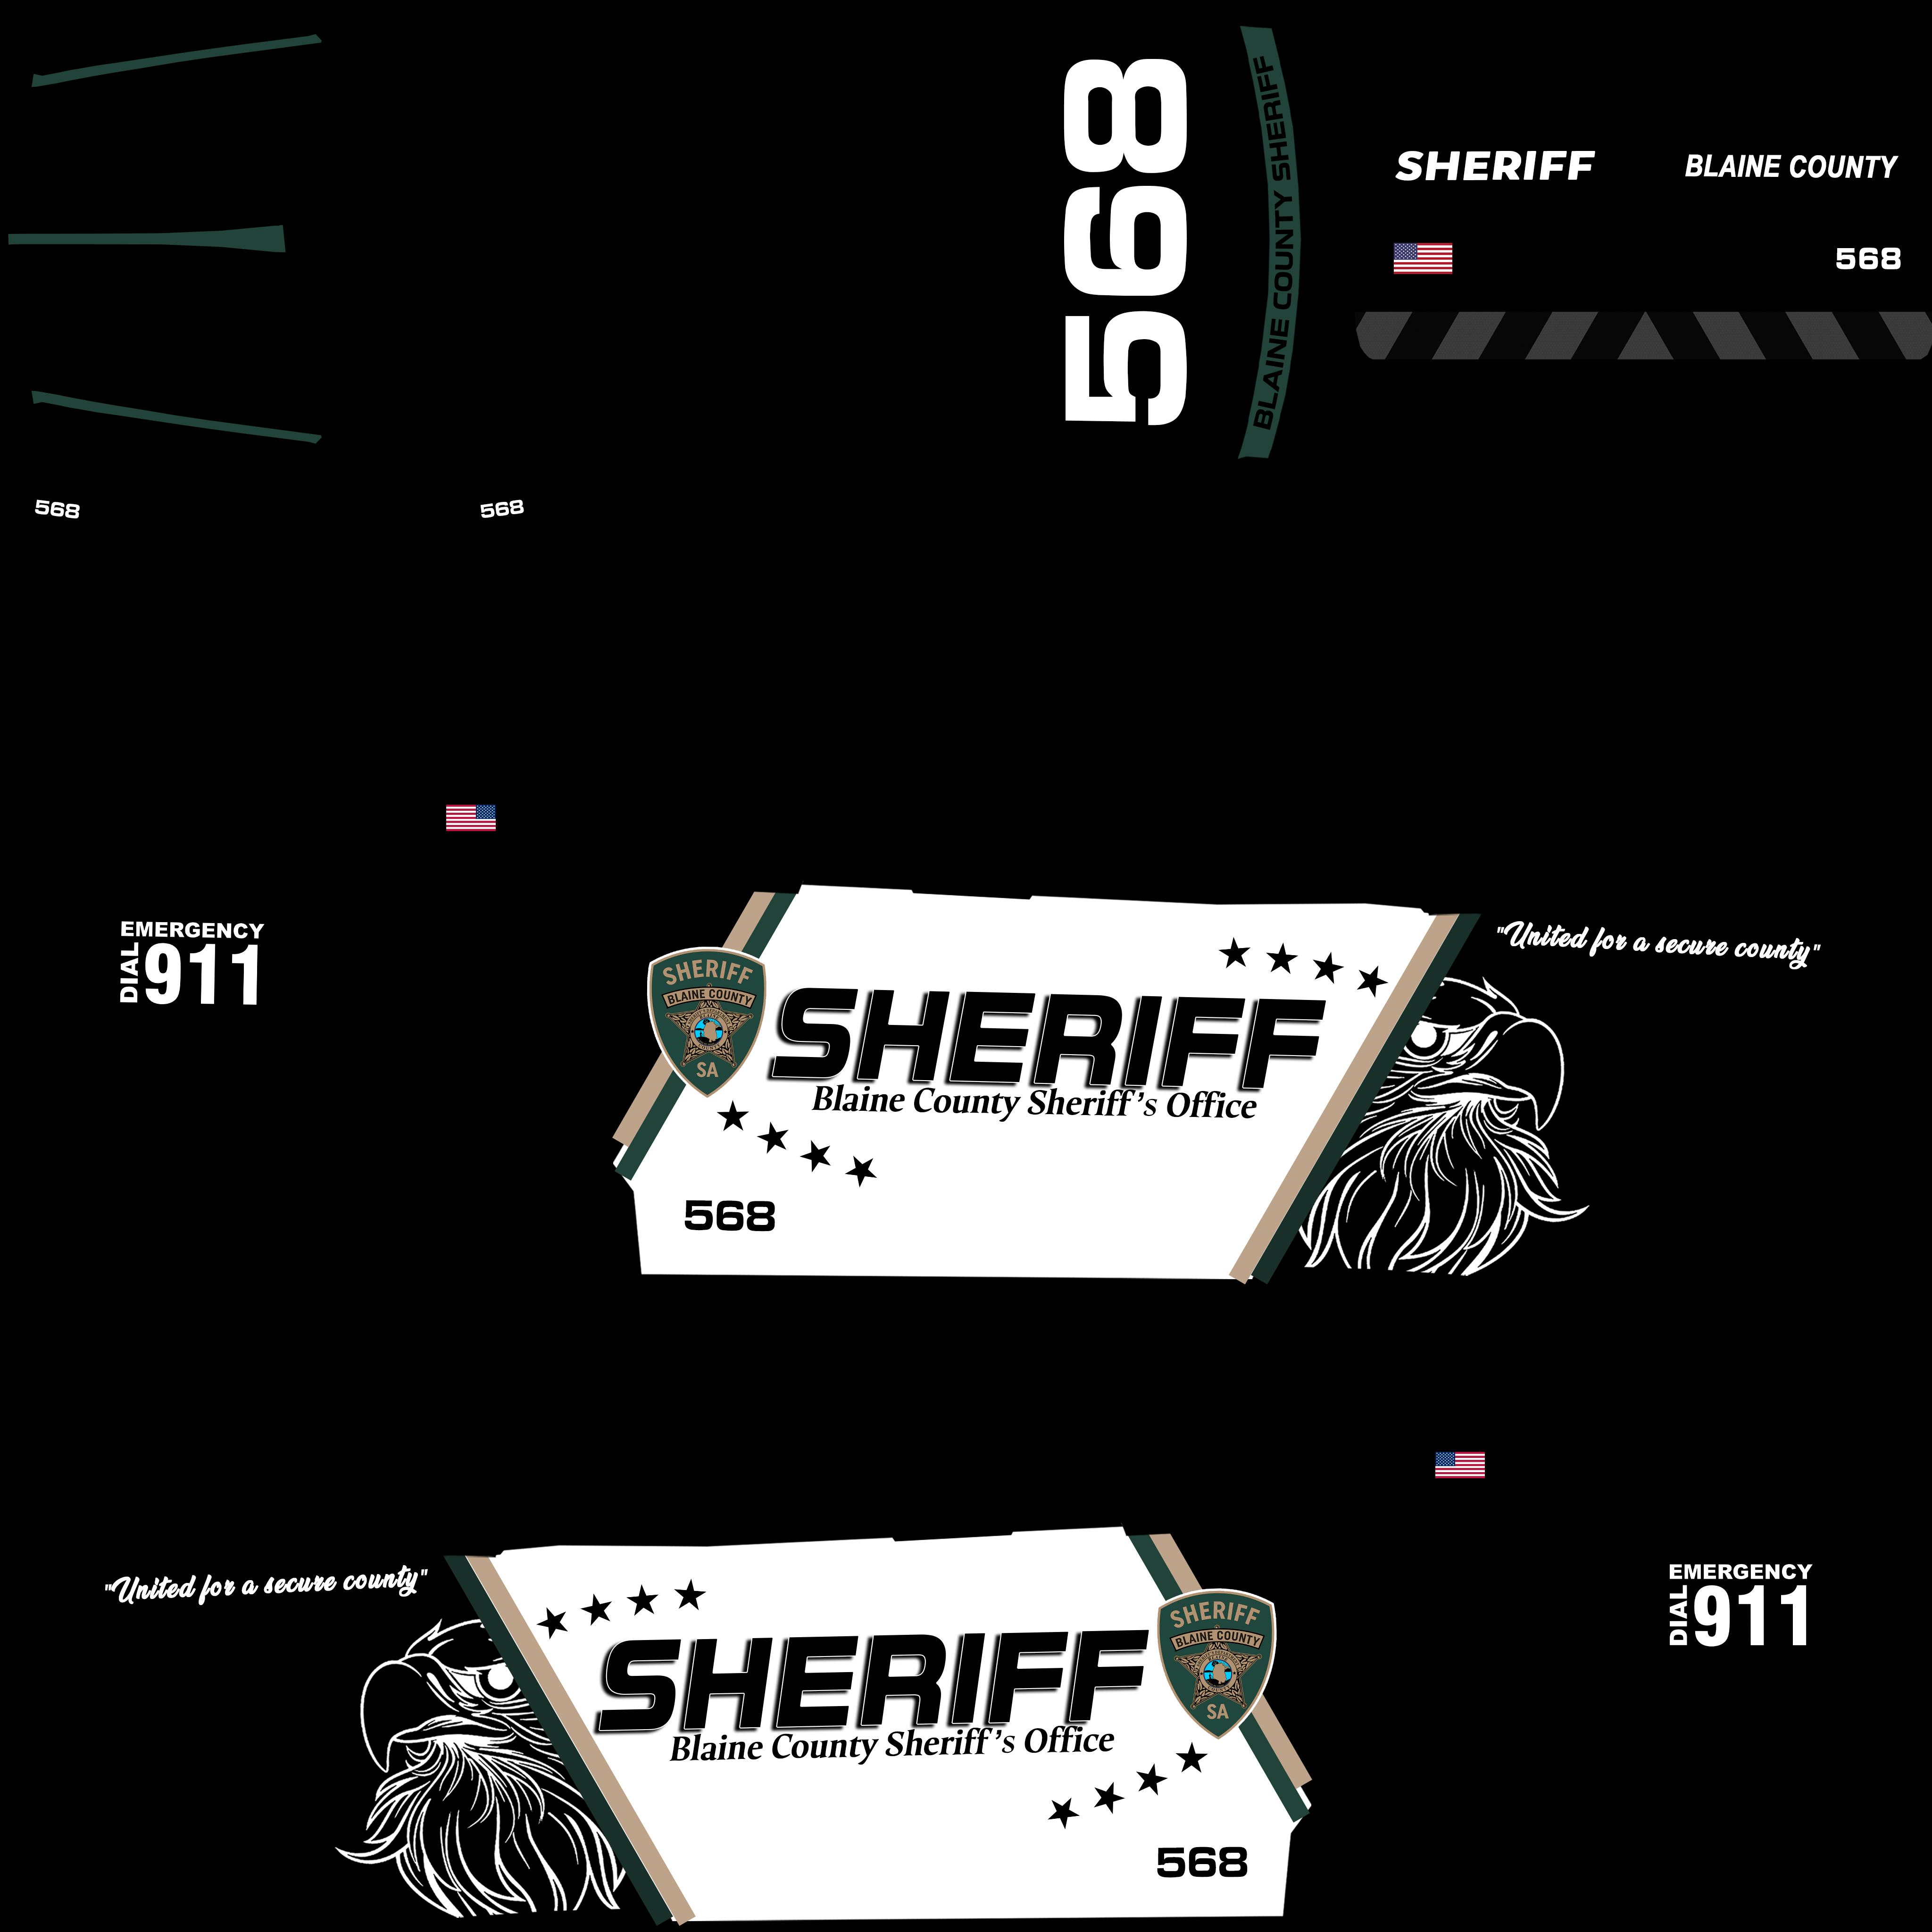 568
BLAINE COUNTY SHERIFF
SHERIFF
BLAINE COUNTY
568
568
568
EMERGENCY
DIAL
911
"United for a secure county"
SHERIFF
BLAINE COUNTY
SA
SHERIFF
Blaine County Sheriff's Office
568
"United for a secure county"
SHERIFF
Blaine County Sheriff's Office
SHERIFF
BLAINE COUNTY
SA
568
EMERGENCY
DIAL
911